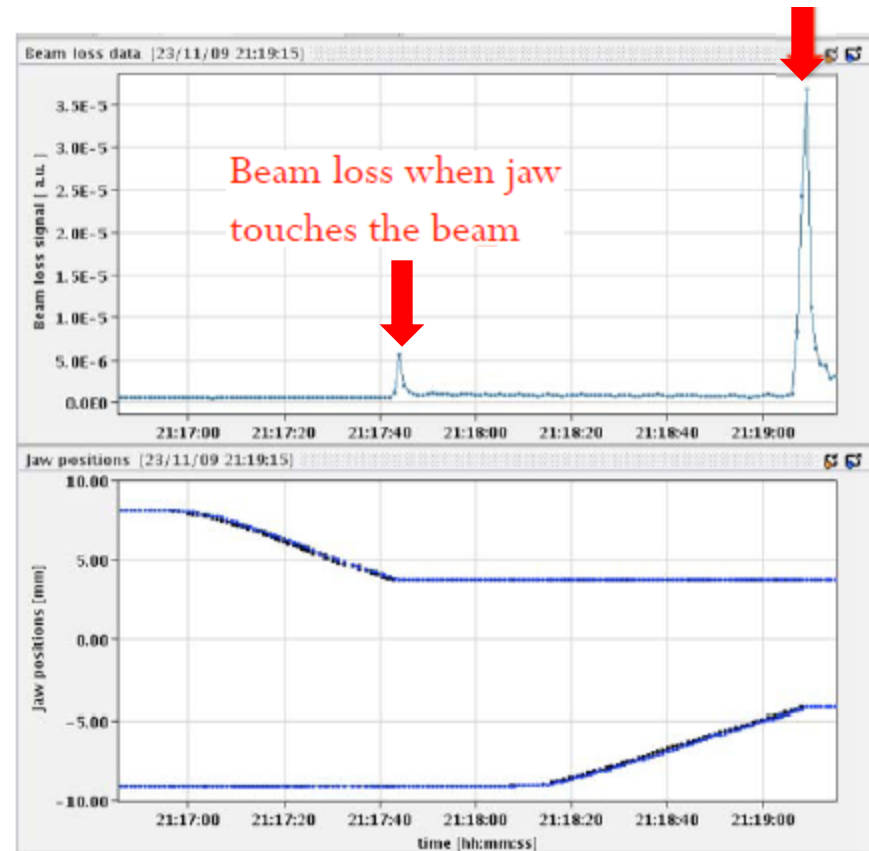 Beam loss data [23/11/09 21:19:15]
3.5E-5
3.0E-5
2.5E-5
2.0E-5
1.5E-5
1.0E-5
5.0E-6
0.0E0
Beam loss signal [ a.u. ]
Beam loss when jaw
touches the beam
21:17:00 21:17:20 21:17:40 21:18:00 21:18:20 21:18:40 21:19:00
Jaw positions [23/11/09 21:19:15]
10.00
5.00
0.00
-5.00
-10.00
Jaw positions [mm]
21:17:00 21:17:20 21:17:40 21:18:00 21:18:20 21:18:40 21:19:00
time [hh:mm:ss]